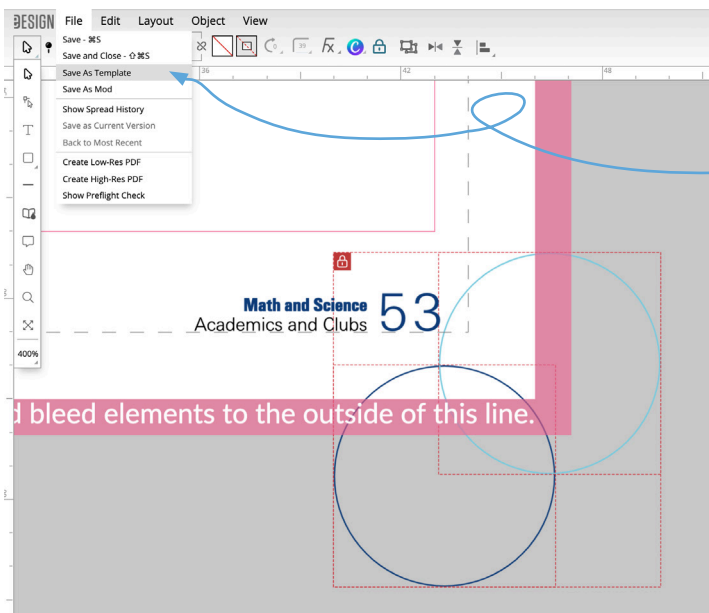 DESIGN File Edit Layout Object View
Save - ⌘S
Save and Close - ⇧⌘S
Save As Template
Save As Mod
Show Spread History
Save as Current Version
Back to Most Recent
Create Low-Res PDF
Create High-Res PDF
Show Preflight Check
39
36 42 48
T
400%
Math and Science
Academics and Clubs
53
d bleed elements to the outside of this line.